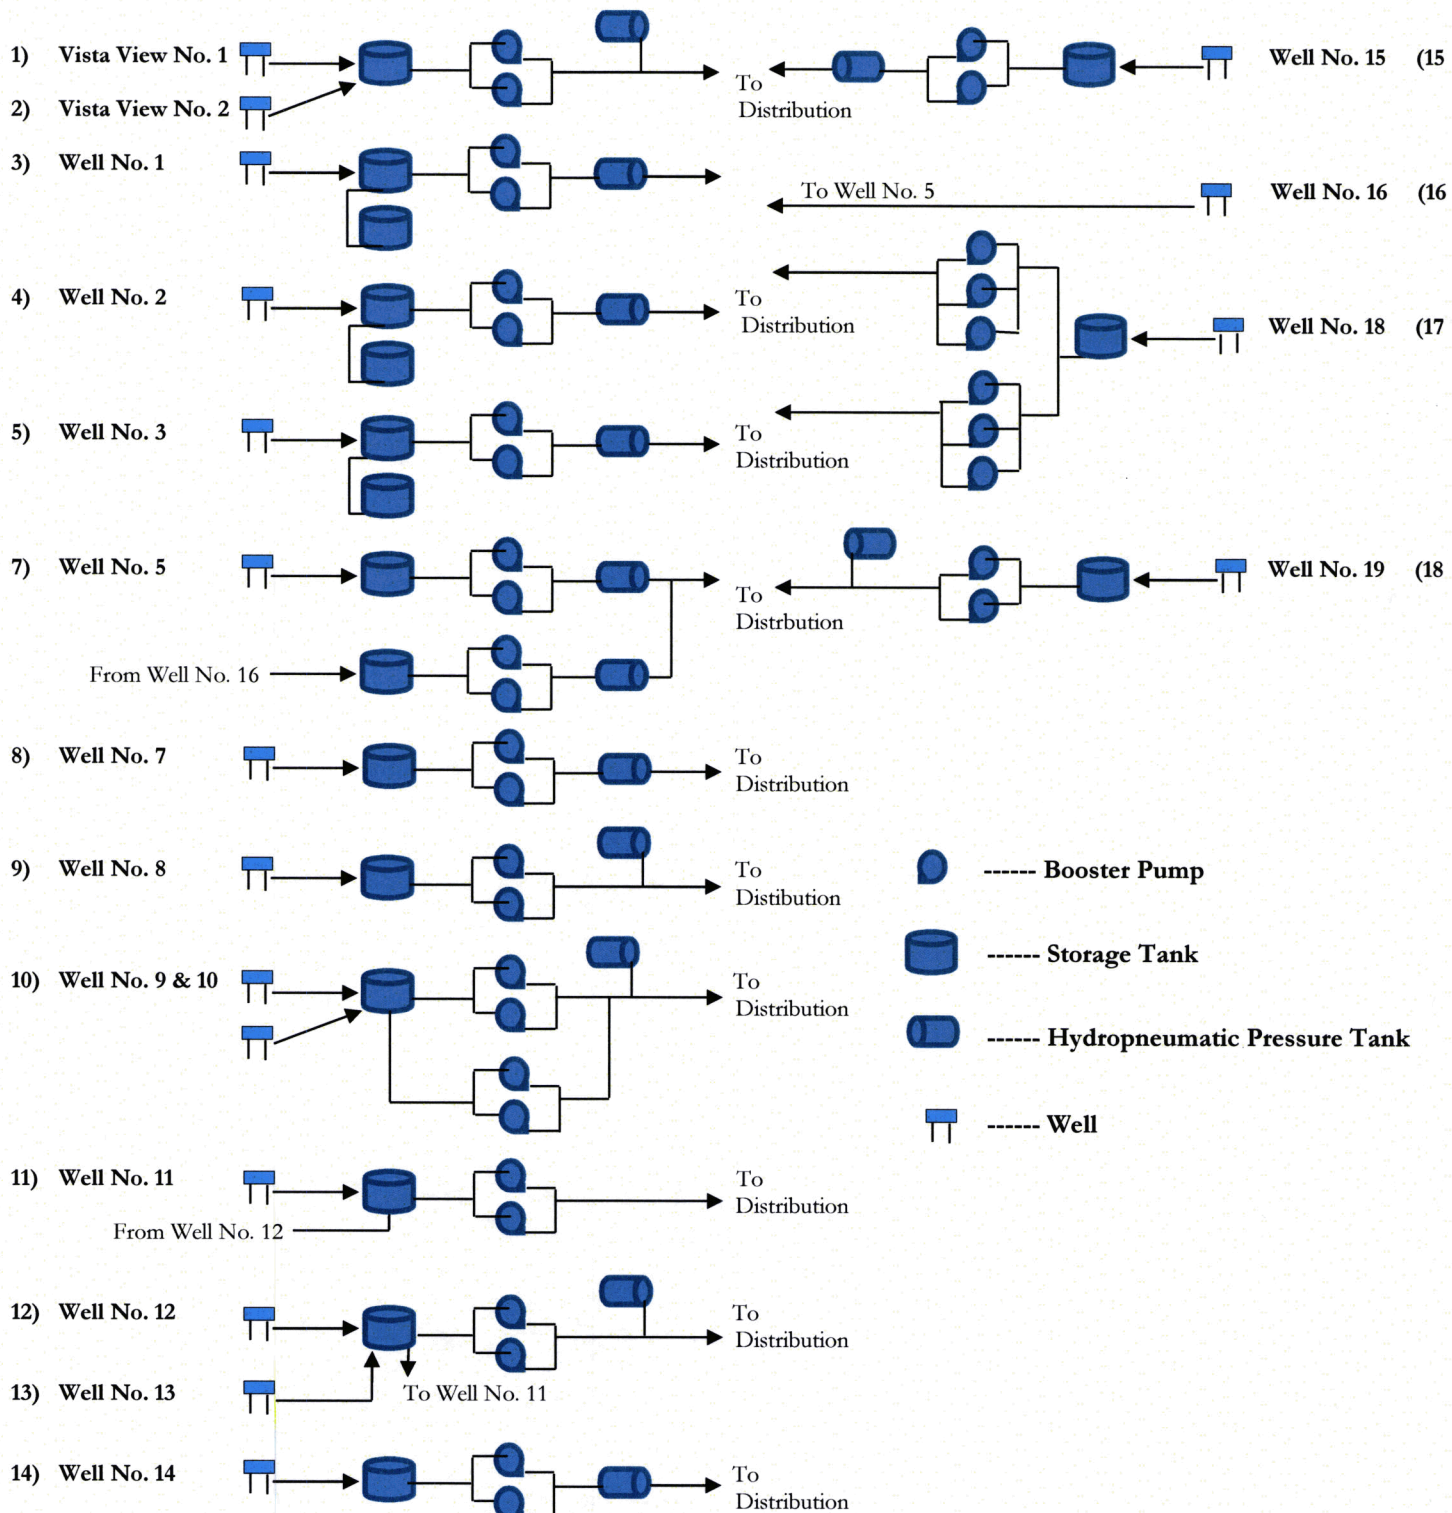 1) Vista View No. 1
To
Distribution
Well No. 15 (15
2) Vista View No. 2
3) Well No. 1
To Well No. 5
Well No. 16 (16
4) Well No. 2
To
Distribution
Well No. 18 (17
5) Well No. 3
To
Distribution
7) Well No. 5
To
Distrbution
Well No. 19 (18
From Well No. 16
8) Well No. 7
To
Distribution
9) Well No. 8
To
Distibution
------ Booster Pump
10) Well No. 9 & 10
To
Distribution
------ Storage Tank
------ Hydropneumatic Pressure Tank
------ Well
11) Well No. 11
To
Distribution
From Well No. 12
12) Well No. 12
To
Distribution
13) Well No. 13
To Well No. 11
14) Well No. 14
To
Distribution